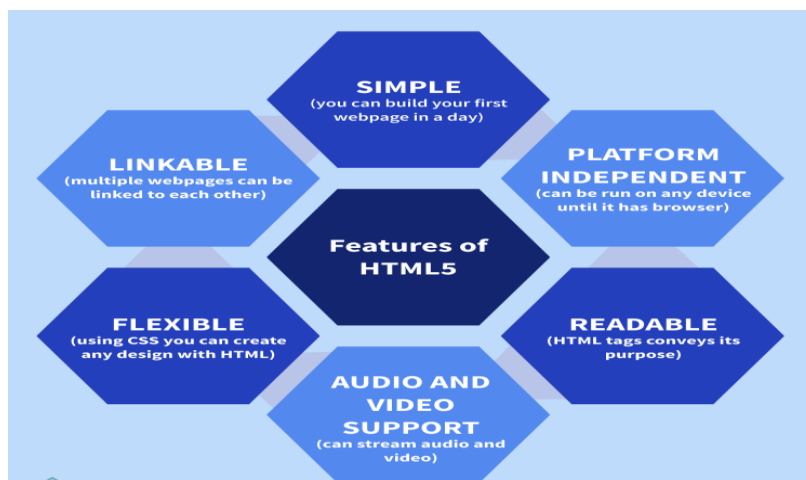 SIMPLE
(you can build your first
webpage in a day)
LINKABLE
(multiple webpages can be
linked to each other)
PLATFORM
INDEPENDENT
(can be run on any device
until it has browser)
Features of
HTML5
FLEXIBLE
(using CSS you can create
any design with HTML)
READABLE
(HTML tags conveys its
purpose)
AUDIO AND
VIDEO
SUPPORT
(can stream audio and
video)